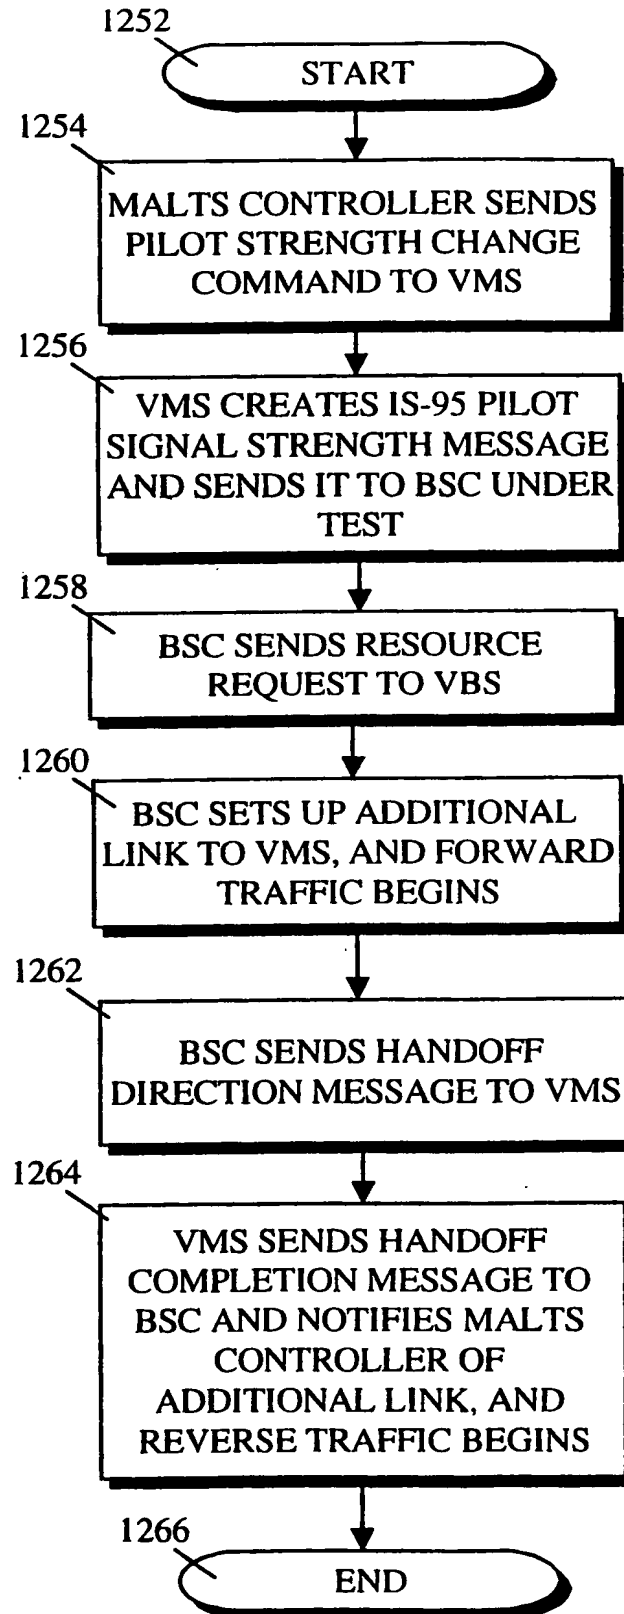 1252
START
1254
MALTS CONTROLLER SENDS
PILOT STRENGTH CHANGE
COMMAND TO VMS
1256
VMS CREATES IS-95 PILOT
SIGNAL STRENGTH MESSAGE
AND SENDS IT TO BSC UNDER
TEST
1258
BSC SENDS RESOURCE
REQUEST TO VBS
1260
BSC SETS UP ADDITIONAL
LINK TO VMS, AND FORWARD
TRAFFIC BEGINS
1262
BSC SENDS HANDOFF
DIRECTION MESSAGE TO VMS
1264
VMS SENDS HANDOFF
COMPLETION MESSAGE TO
BSC AND NOTIFIES MALTS
CONTROLLER OF
ADDITIONAL LINK, AND
REVERSE TRAFFIC BEGINS
1266
END